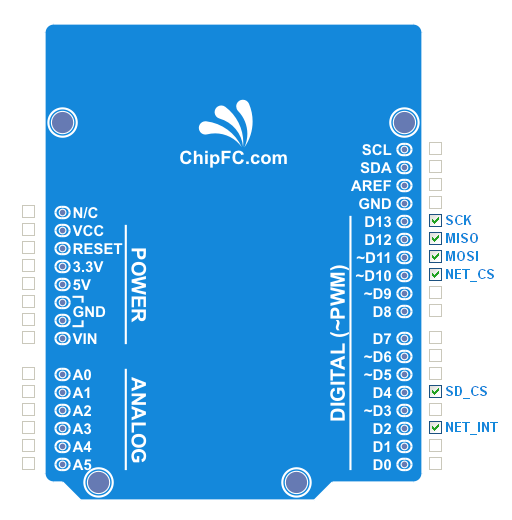 ChipFC.com
SCL
SDA
AREF
GND
D13 SCK
D12 MISO
~D11 MOSI
~D10 NET_CS
~D9
D8
D7
~D6
~D5
D4 SD_CS
~D3
D2 NET_INT
D1
D0
DIGITAL (~PWM)
N/C
VCC
RESET
3.3V
5V
GND
VIN
POWER
A0
A1
A2
A3
A4
A5
ANALOG